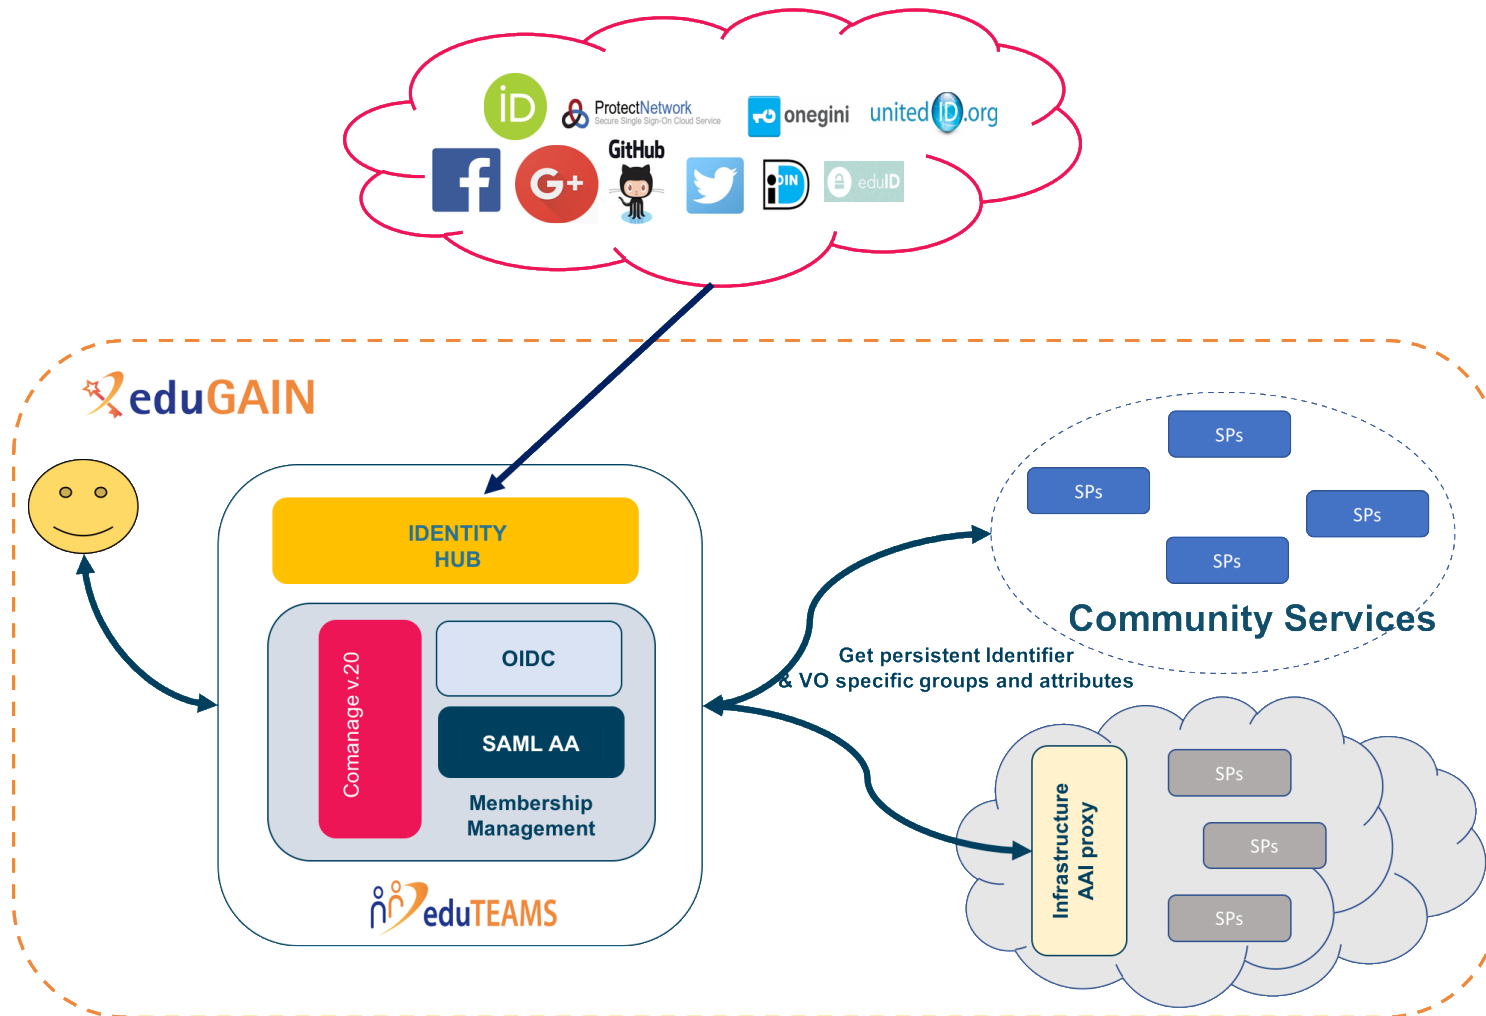 iD
ProtectNetwork
Secure Single Sign-On Cloud Service
onegini
united iD .org
f
G+
GitHub
iDIN
eduID
eduGAIN
IDENTITY
HUB
Comanage v.20
OIDC
SAML AA
Membership
Management
eduTEAMS
SPs
SPs
SPs
SPs
Community Services
Get persistent Identifier
& VO specific groups and attributes
Infrastructure
AAI proxy
SPs
SPs
SPs